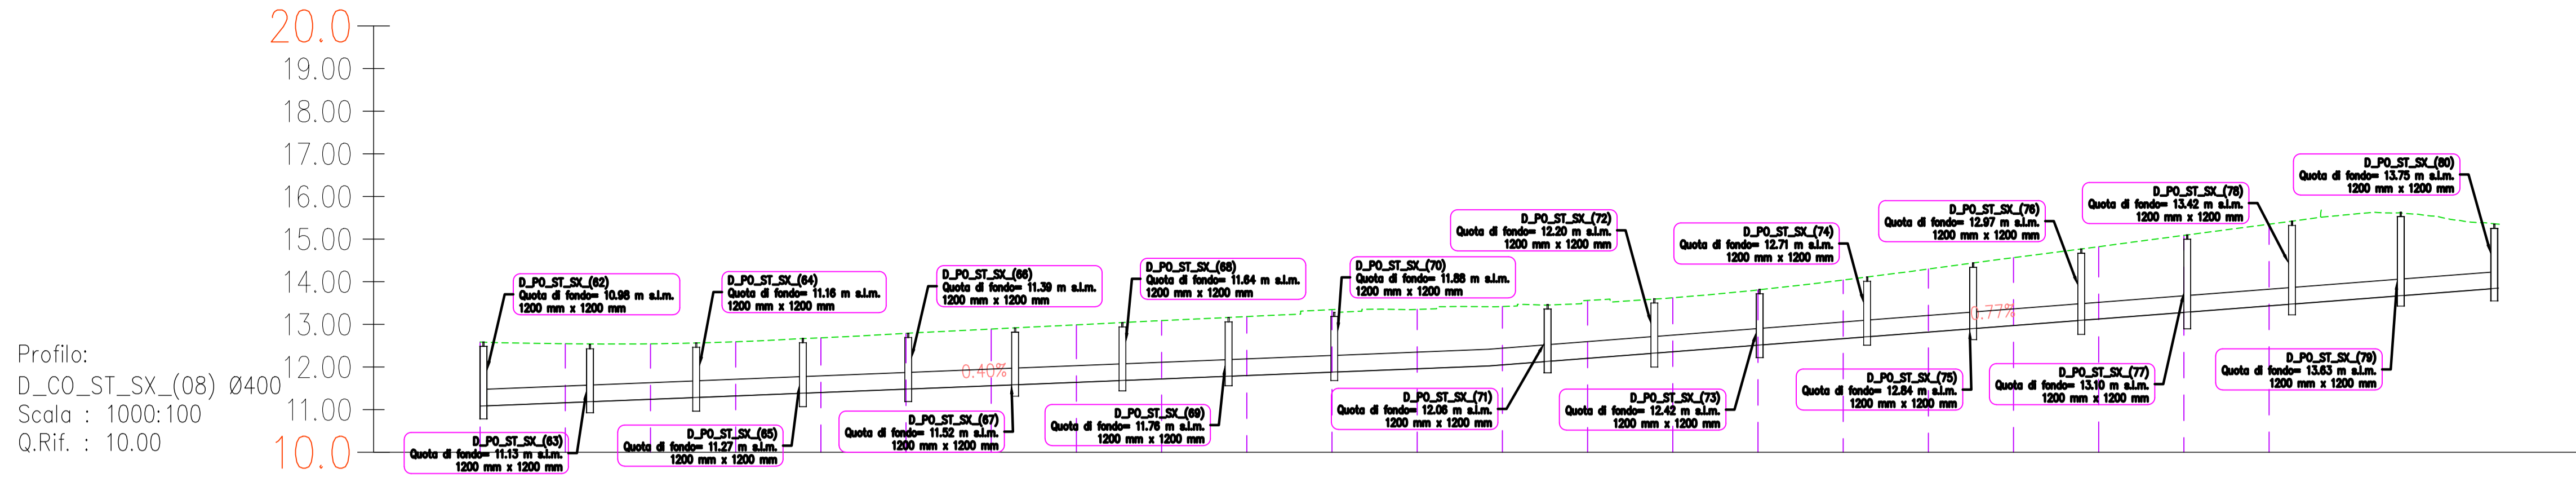 20.0
19.00
18.00
17.00
16.00
15.00
14.00
13.00
12.00
11.00
10.0
Profilo:
D_CO_ST_SX_(08) Ø400
Scala : 1000:100
Q.Rif. : 10.00
D_PO_ST_SX_(62)
Quota di fondo= 10.98 m s.l.m.
1200 mm x 1200 mm
D_PO_ST_SX_(63)
Quota di fondo= 11.13 m s.l.m.
1200 mm x 1200 mm
D_PO_ST_SX_(64)
Quota di fondo= 11.16 m s.l.m.
1200 mm x 1200 mm
D_PO_ST_SX_(65)
Quota di fondo= 11.27 m s.l.m.
1200 mm x 1200 mm
D_PO_ST_SX_(66)
Quota di fondo= 11.39 m s.l.m.
1200 mm x 1200 mm
D_PO_ST_SX_(67)
Quota di fondo= 11.52 m s.l.m.
1200 mm x 1200 mm
0.40%
D_PO_ST_SX_(68)
Quota di fondo= 11.64 m s.l.m.
1200 mm x 1200 mm
D_PO_ST_SX_(69)
Quota di fondo= 11.76 m s.l.m.
1200 mm x 1200 mm
D_PO_ST_SX_(70)
Quota di fondo= 11.88 m s.l.m.
1200 mm x 1200 mm
D_PO_ST_SX_(71)
Quota di fondo= 12.06 m s.l.m.
1200 mm x 1200 mm
D_PO_ST_SX_(72)
Quota di fondo= 12.20 m s.l.m.
1200 mm x 1200 mm
D_PO_ST_SX_(73)
Quota di fondo= 12.42 m s.l.m.
1200 mm x 1200 mm
D_PO_ST_SX_(74)
Quota di fondo= 12.71 m s.l.m.
1200 mm x 1200 mm
D_PO_ST_SX_(75)
Quota di fondo= 12.84 m s.l.m.
1200 mm x 1200 mm
D_PO_ST_SX_(76)
Quota di fondo= 12.97 m s.l.m.
1200 mm x 1200 mm
0.77%
D_PO_ST_SX_(77)
Quota di fondo= 13.10 m s.l.m.
1200 mm x 1200 mm
D_PO_ST_SX_(78)
Quota di fondo= 13.42 m s.l.m.
1200 mm x 1200 mm
D_PO_ST_SX_(79)
Quota di fondo= 13.63 m s.l.m.
1200 mm x 1200 mm
D_PO_ST_SX_(80)
Quota di fondo= 13.75 m s.l.m.
1200 mm x 1200 mm